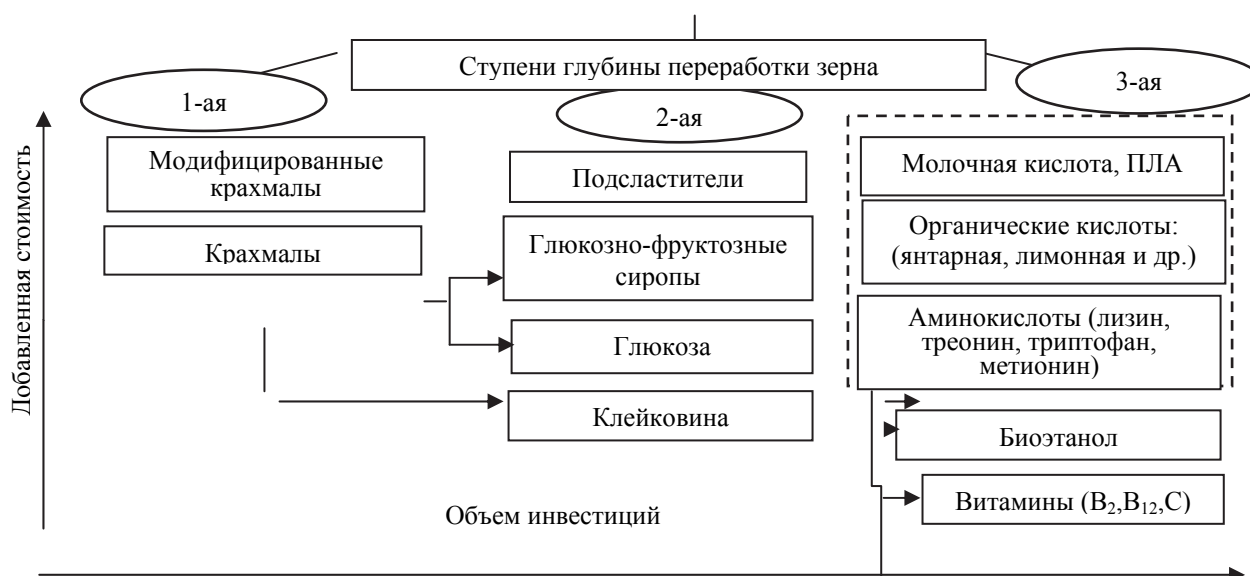 Ступени глубины переработки зерна
1-ая
2-ая
3-ая
Добавленная стоимость
Модифицированные
крахмалы
Крахмалы
Подсластители
Глюкозно-фруктозные
сиропы
Глюкоза
Клейковина
Молочная кислота, ПЛА
Органические кислоты:
(янтарная, лимонная и др.)
Аминокислоты (лизин,
треонин, триптофан,
метионин)
Биоэтанол
Витамины (B₂,B₁₂,C)
Объем инвестиций